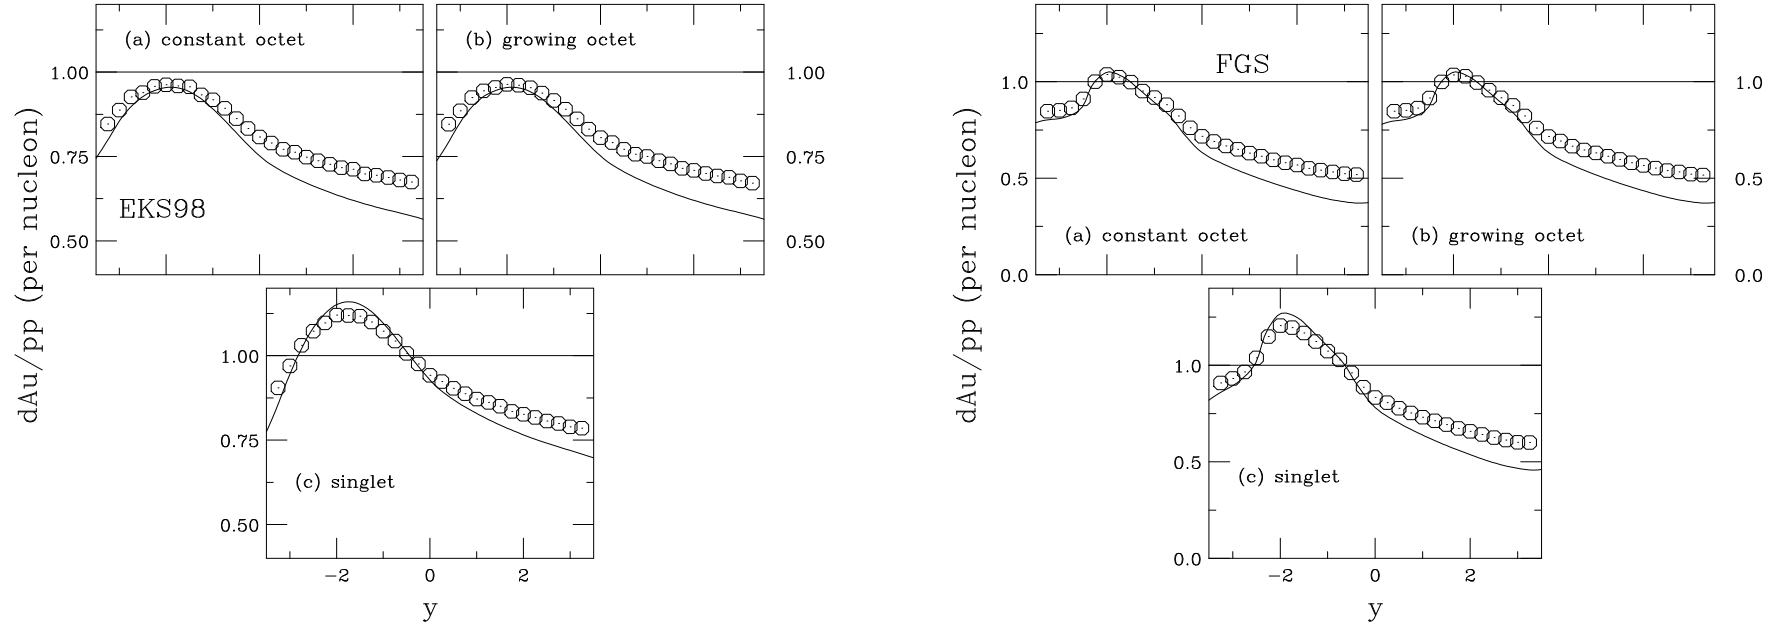 (a) constant octet
(b) growing octet
1.00
1.00
0.75
0.75
EKS98
0.50
0.50
dAu/pp (per nucleon)
1.00
0.75
(c) singlet
0.50
−2
0
2
y
FGS
1.0
1.0
0.5
0.5
(a) constant octet
(b) growing octet
0.0
0.0
dAu/pp (per nucleon)
1.0
0.5
(c) singlet
0.0
−2
0
2
y